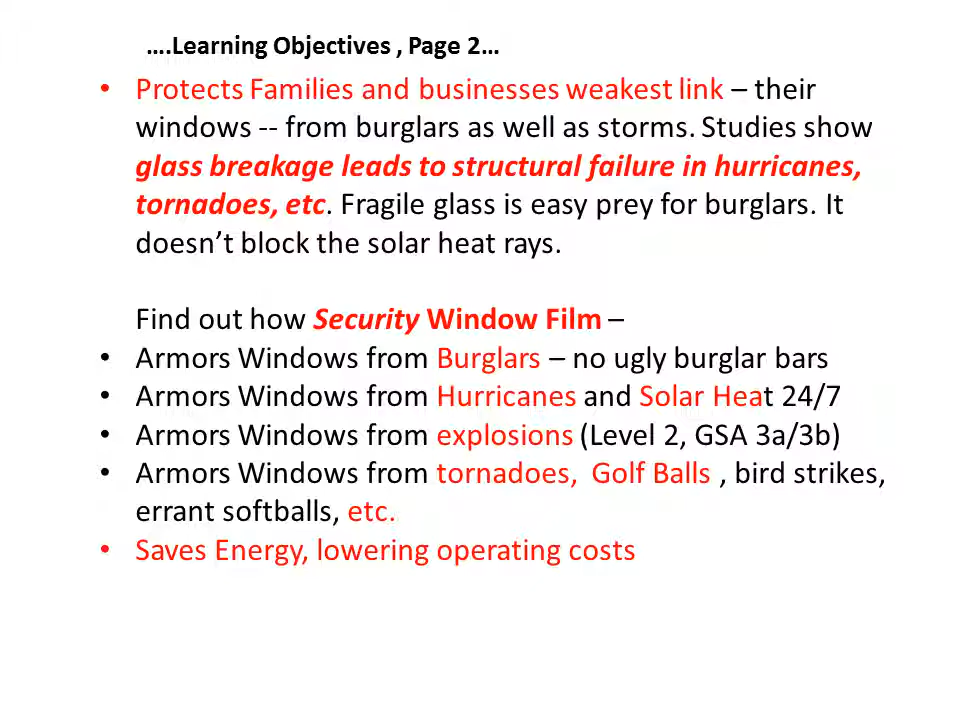 ….Learning Objectives , Page 2…
• Protects Families and businesses weakest link – their
windows -- from burglars as well as storms. Studies show
glass breakage leads to structural failure in hurricanes,
tornadoes, etc. Fragile glass is easy prey for burglars. It
doesn’t block the solar heat rays.
Find out how Security Window Film –
• Armors Windows from Burglars – no ugly burglar bars
• Armors Windows from Hurricanes and Solar Heat 24/7
• Armors Windows from explosions (Level 2, GSA 3a/3b)
• Armors Windows from tornadoes, Golf Balls , bird strikes,
errant softballs, etc.
• Saves Energy, lowering operating costs